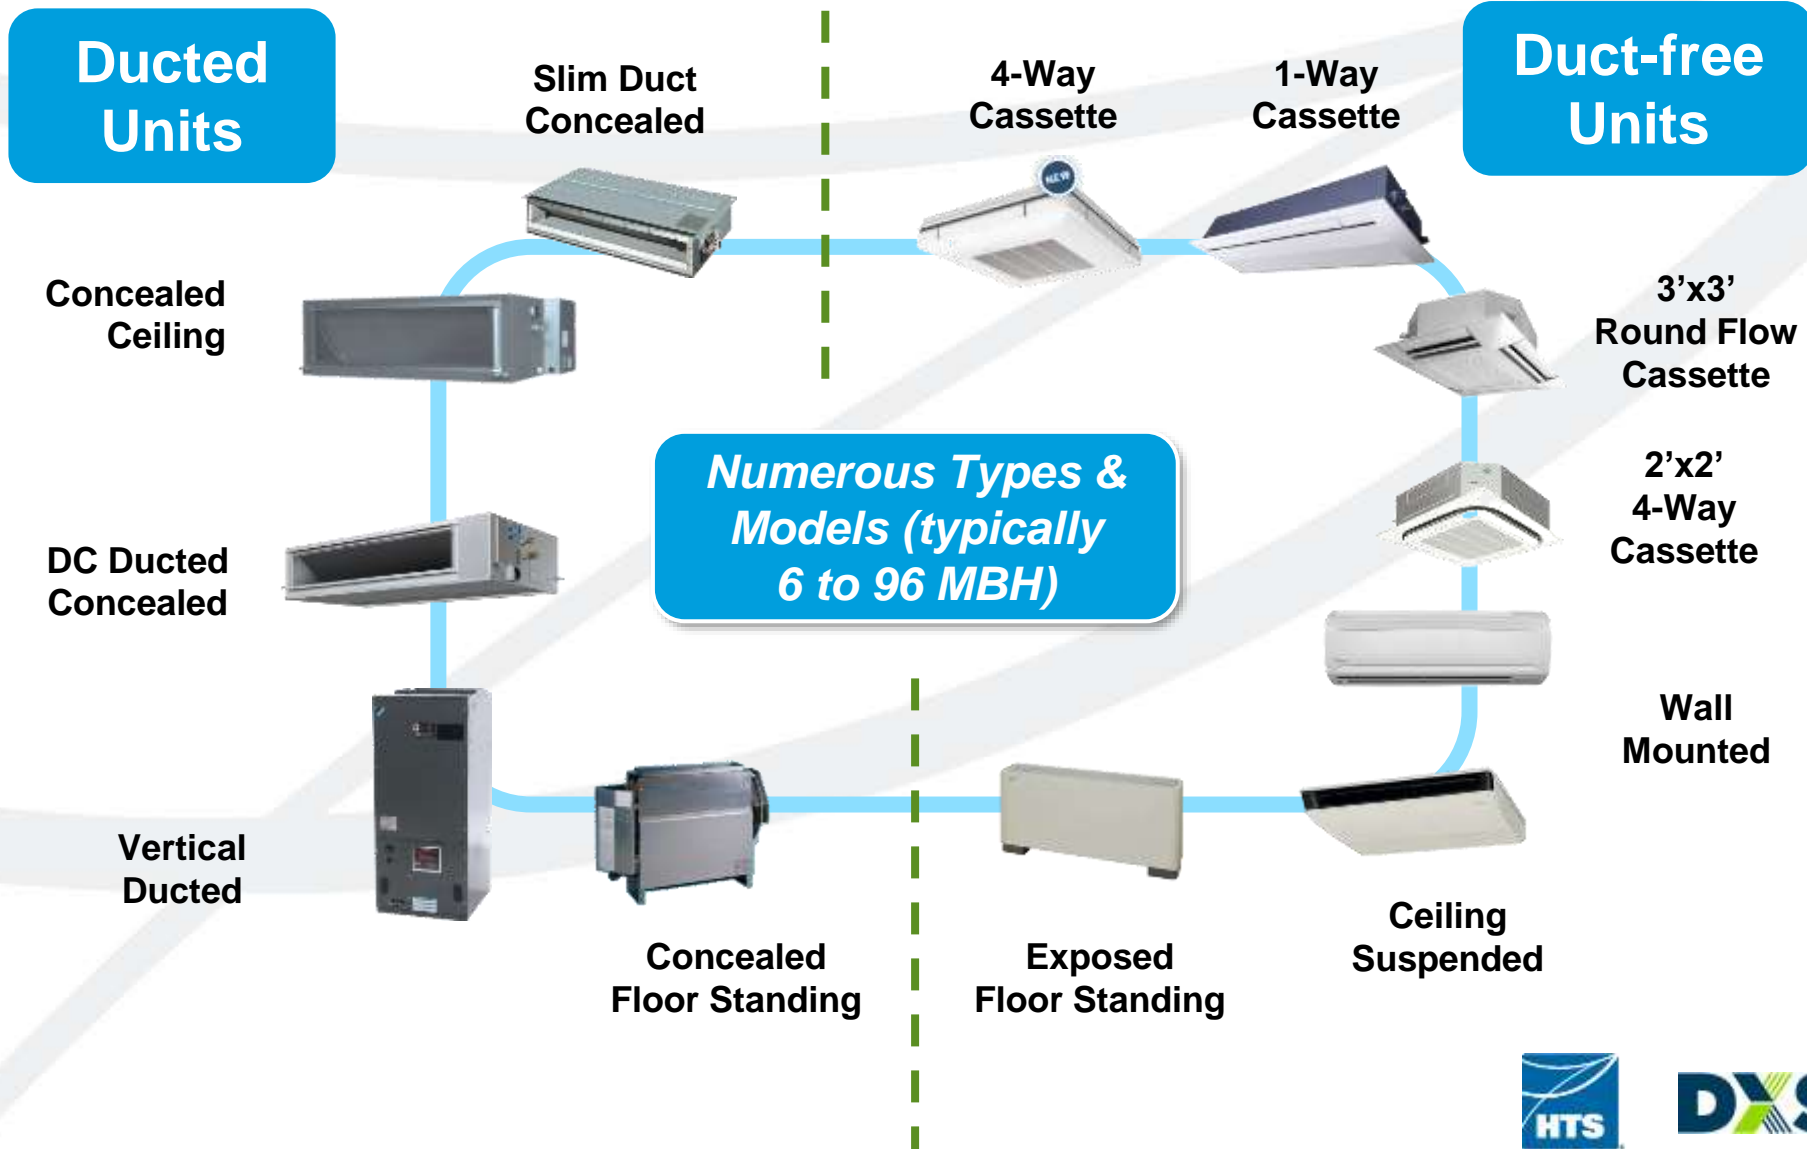 Ducted
Units
Slim Duct
Concealed
4-Way
Cassette
1-Way
Cassette
Duct-free
Units
NEW
Concealed
Ceiling
3’x3’
Round Flow
Cassette
Numerous Types &
Models (typically
6 to 96 MBH)
2’x2’
4-Way
Cassette
DC Ducted
Concealed
Wall
Mounted
Vertical
Ducted
Concealed
Floor Standing
Exposed
Floor Standing
Ceiling
Suspended
HTS
DXS